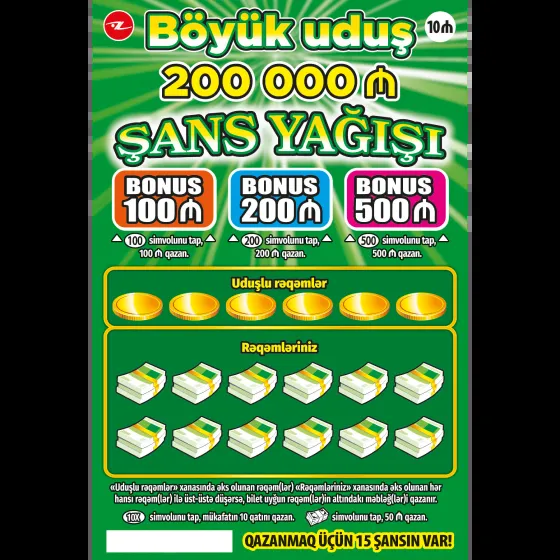 Böyük uduş
10₼
200 000 ₼
ŞANS YAĞIŞI
BONUS 100₼
BONUS 200₼
BONUS 500₼
100 simvolunu tap, 100 ₼ qazan.
200 simvolunu tap, 200 ₼ qazan.
500 simvolunu tap, 500 ₼ qazan.
Uduşlu rəqəmlər
Rəqəmləriniz
«Uduşlu rəqəmlər» xanasında əks olunan rəqəm(lər) «Rəqəmləriniz» xanasında əks olunan hər
hansı rəqəm(lər) ilə üst-üstə düşərsə, bilet uyğun rəqəm(lər)in altındakı məbləğ(lər)i qazanır.
10X simvolunu tap, mükafatın 10 qatını qazan. simvolunu tap, 50 ₼ qazan.
QAZANMAQ ÜÇÜN 15 ŞANSIN VAR!